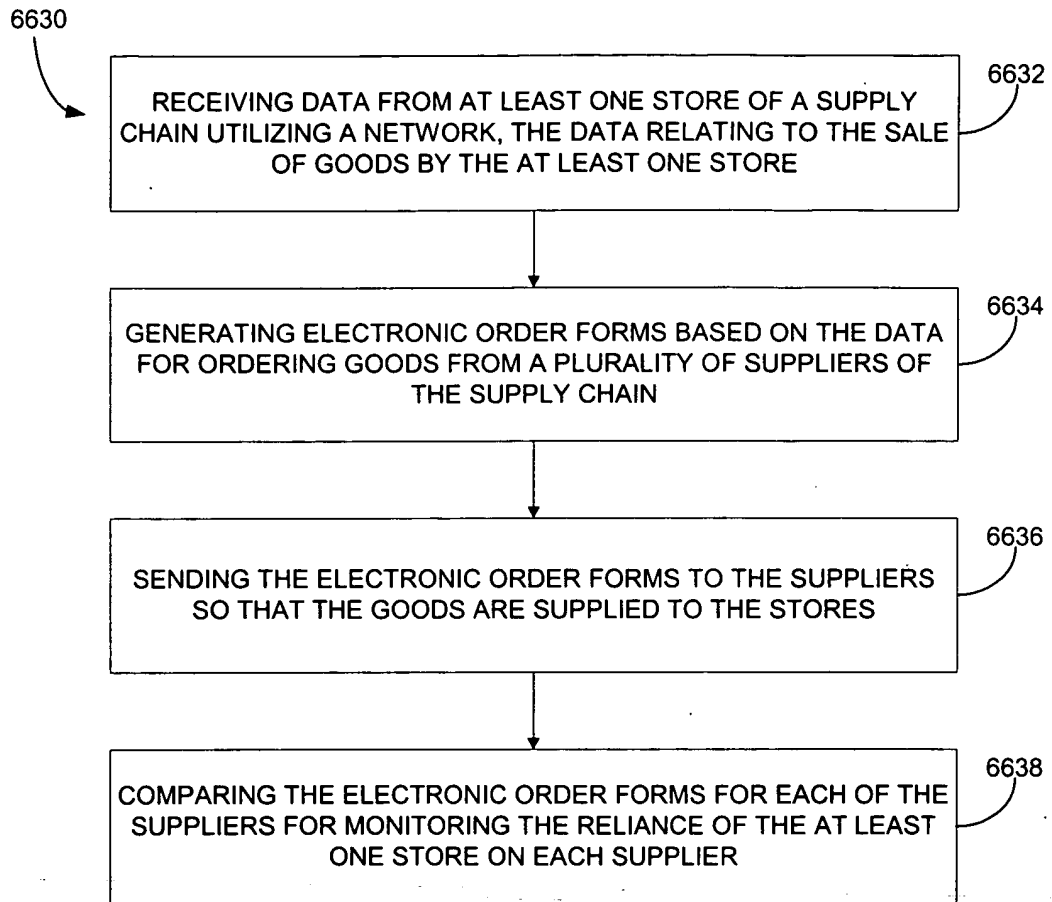 6630
RECEIVING DATA FROM AT LEAST ONE STORE OF A SUPPLY
CHAIN UTILIZING A NETWORK, THE DATA RELATING TO THE SALE
OF GOODS BY THE AT LEAST ONE STORE
6632
GENERATING ELECTRONIC ORDER FORMS BASED ON THE DATA
FOR ORDERING GOODS FROM A PLURALITY OF SUPPLIERS OF
THE SUPPLY CHAIN
6634
SENDING THE ELECTRONIC ORDER FORMS TO THE SUPPLIERS
SO THAT THE GOODS ARE SUPPLIED TO THE STORES
6636
COMPARING THE ELECTRONIC ORDER FORMS FOR EACH OF THE
SUPPLIERS FOR MONITORING THE RELIANCE OF THE AT LEAST
ONE STORE ON EACH SUPPLIER
6638